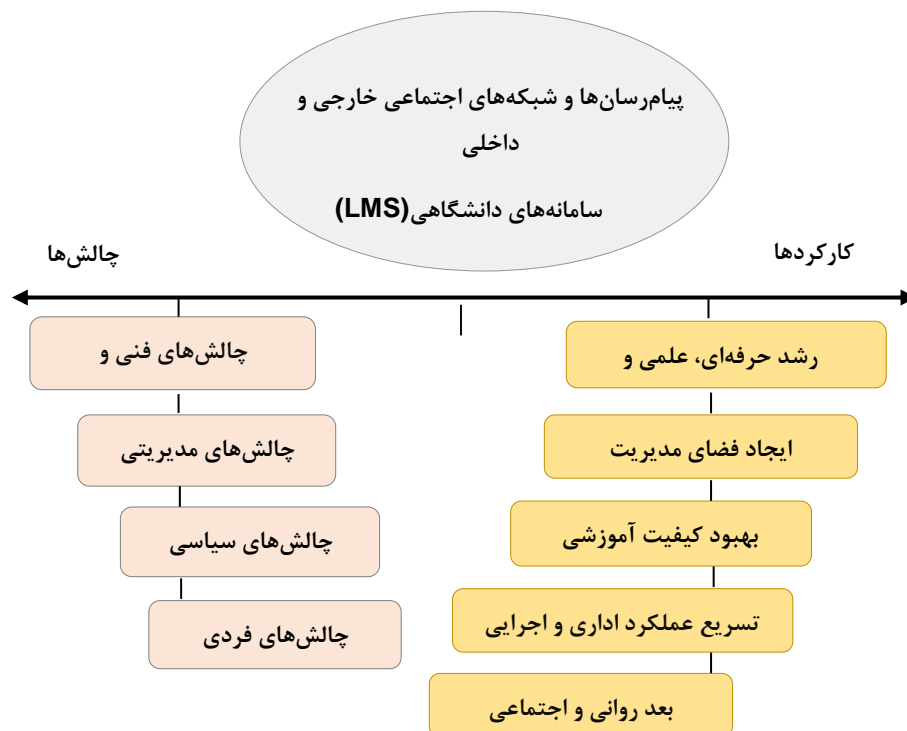 پیام‌رسان‌ها و شبکه‌های اجتماعی خارجی و
داخلی
سامانه‌های دانشگاهی(LMS)
کارکردها
چالش‌ها
رشد حرفه‌ای، علمی و
ایجاد فضای مدیریت
بهبود کیفیت آموزشی
تسریع عملکرد اداری و اجرایی
بعد روانی و اجتماعی
چالش‌های فنی و
چالش‌های مدیریتی
چالش‌های سیاسی
چالش‌های فردی